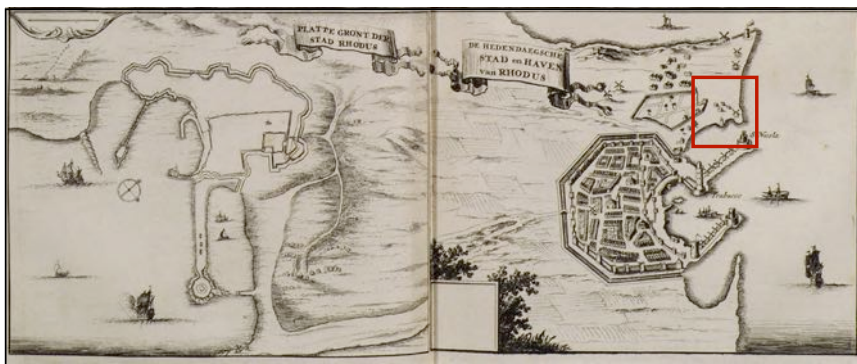 PLATTE GRONT DER
STAD RHODUS
DE HEDENDAEGSCHE
STAD en HAVEN
van RHODUS